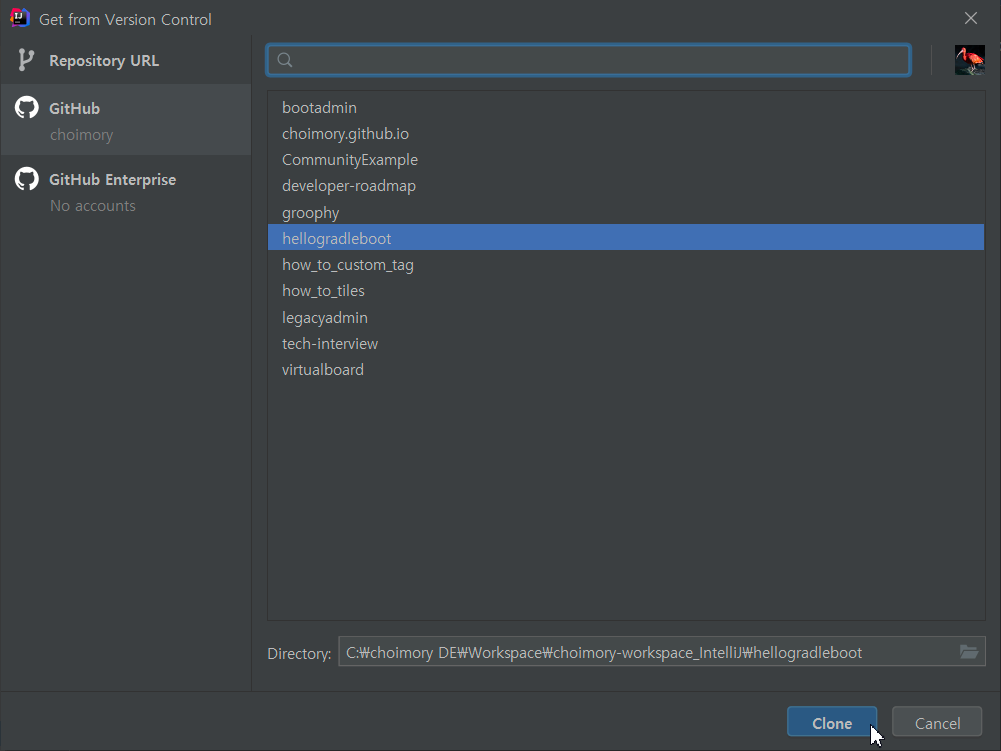 Get from Version Control
Repository URL
GitHub
choimory
GitHub Enterprise
No accounts
bootadmin
choimory.github.io
CommunityExample
developer-roadmap
groophy
hellogradleboot
how_to_custom_tag
how_to_tiles
legacyadmin
tech-interview
virtualboard
Directory: C:₩choimory DE₩Workspace₩choimory-workspace_IntelliJ₩hellogradleboot
Clone Cancel